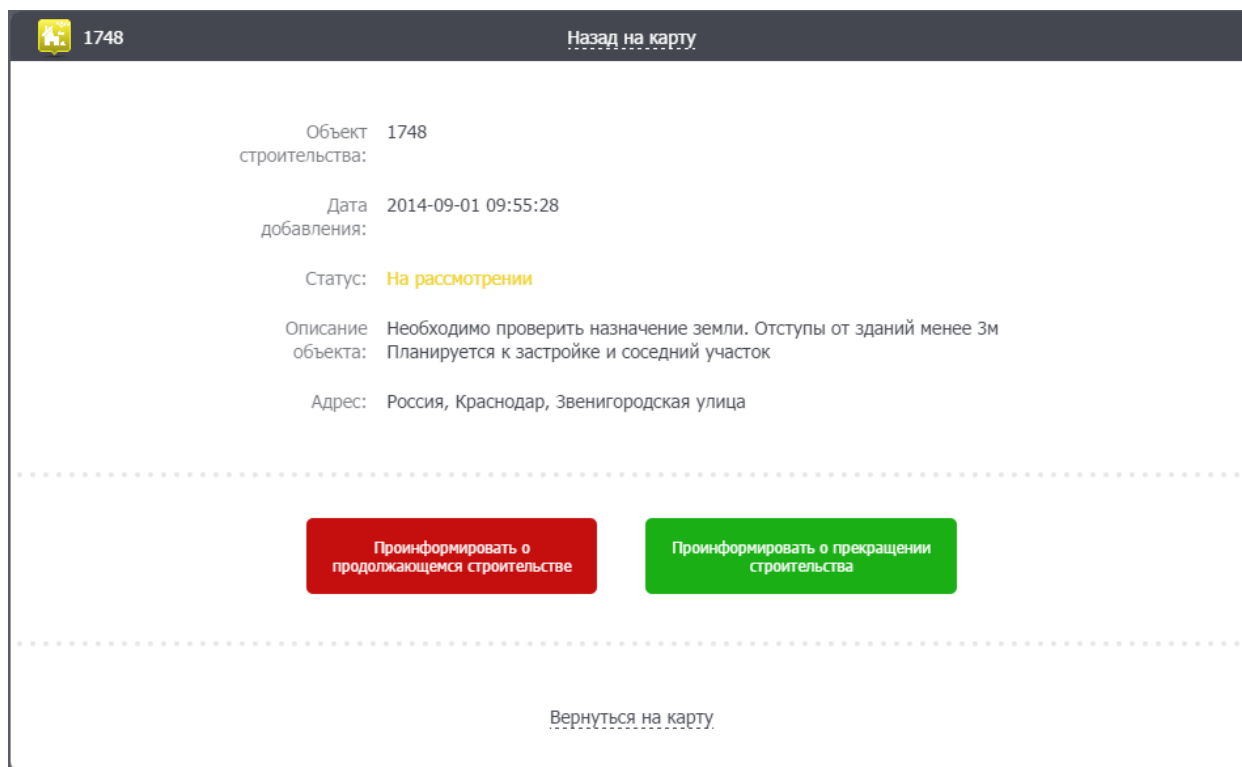 1748 Назад на карту
Объект 1748
строительства:
Дата 2014-09-01 09:55:28
добавления:
Статус: На рассмотрении
Описание Необходимо проверить назначение земли. Отступы от зданий менее 3м
объекта: Планируется к застройке и соседний участок
Адрес: Россия, Краснодар, Звенигородская улица
Проинформировать о
продолжающемся строительстве
Проинформировать о прекращении
строительства
Вернуться на карту